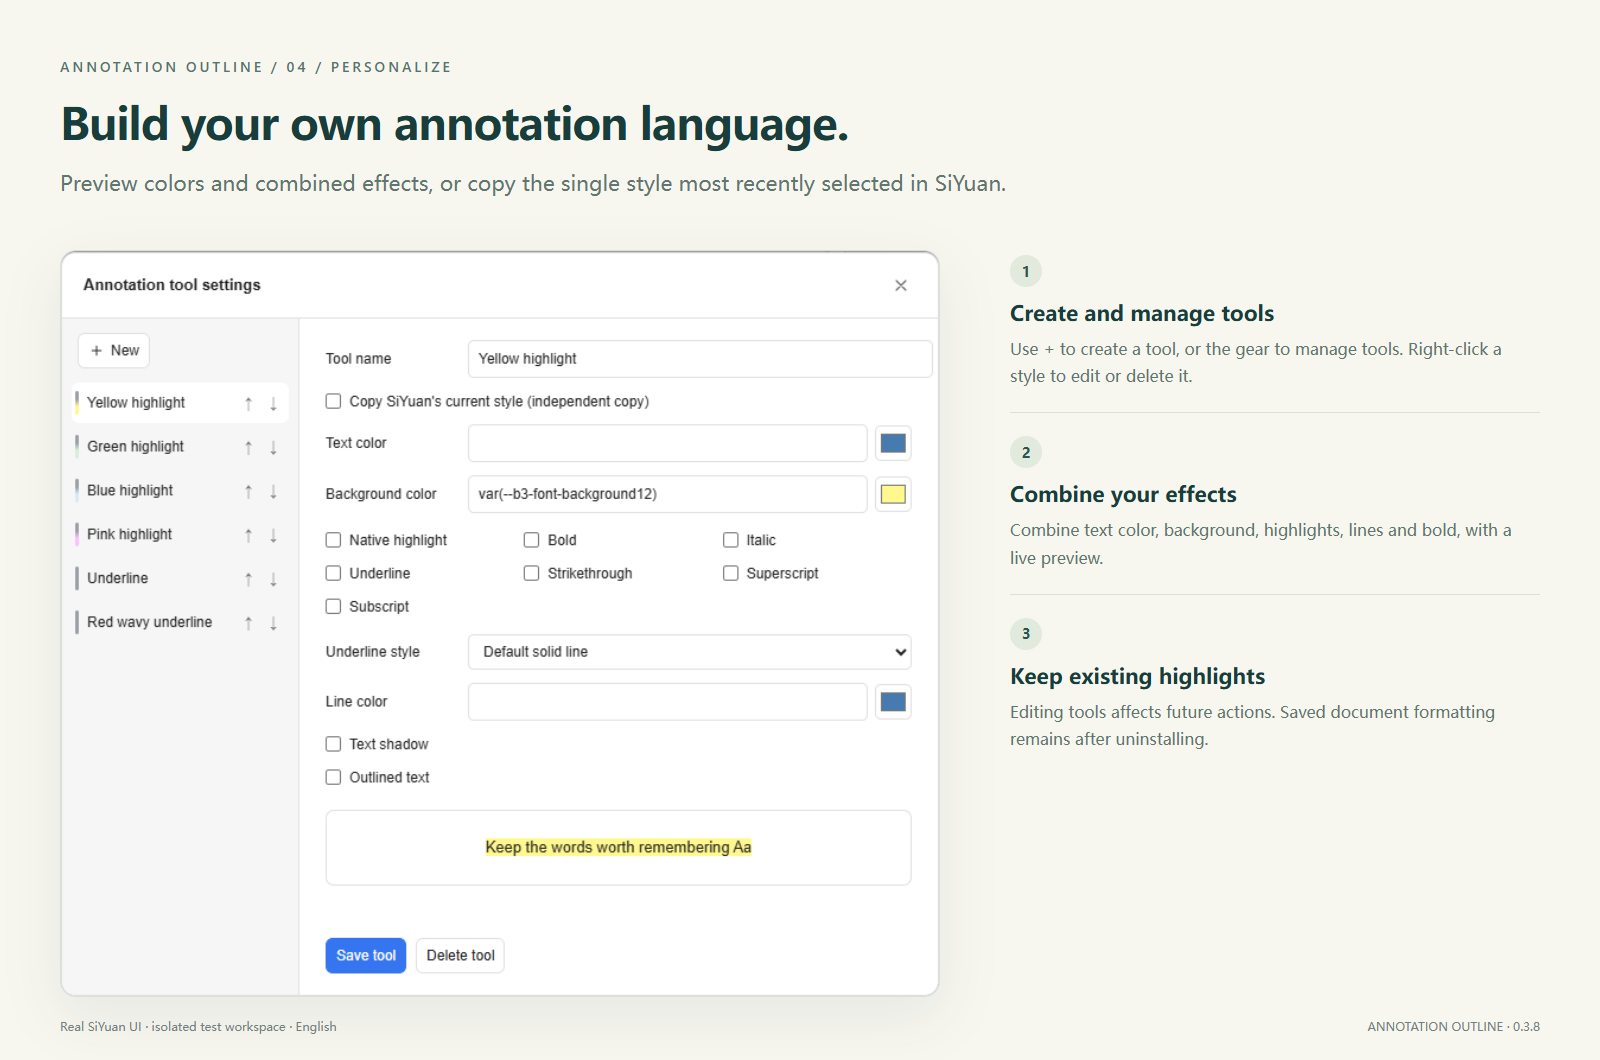 ANNOTATION OUTLINE / 04 / PERSONALIZE
Build your own annotation language.
Preview colors and combined effects, or copy the single style most recently selected in SiYuan.
Annotation tool settings
+ New
Yellow highlight ↑ ↓
Green highlight ↑ ↓
Blue highlight ↑ ↓
Pink highlight ↑ ↓
Underline ↑ ↓
Red wavy underline ↑ ↓
Tool name Yellow highlight
Copy SiYuan's current style (independent copy)
Text color
Background color var(--b3-font-background12)
Native highlight Bold Italic
Underline Strikethrough Superscript
Subscript
Underline style Default solid line
Line color
Text shadow
Outlined text
Keep the words worth remembering Aa
Save tool Delete tool
1
Create and manage tools
Use + to create a tool, or the gear to manage tools. Right-click a
style to edit or delete it.
2
Combine your effects
Combine text color, background, highlights, lines and bold, with a
live preview.
3
Keep existing highlights
Editing tools affects future actions. Saved document formatting
remains after uninstalling.
Real SiYuan UI · isolated test workspace · English
ANNOTATION OUTLINE · 0.3.8